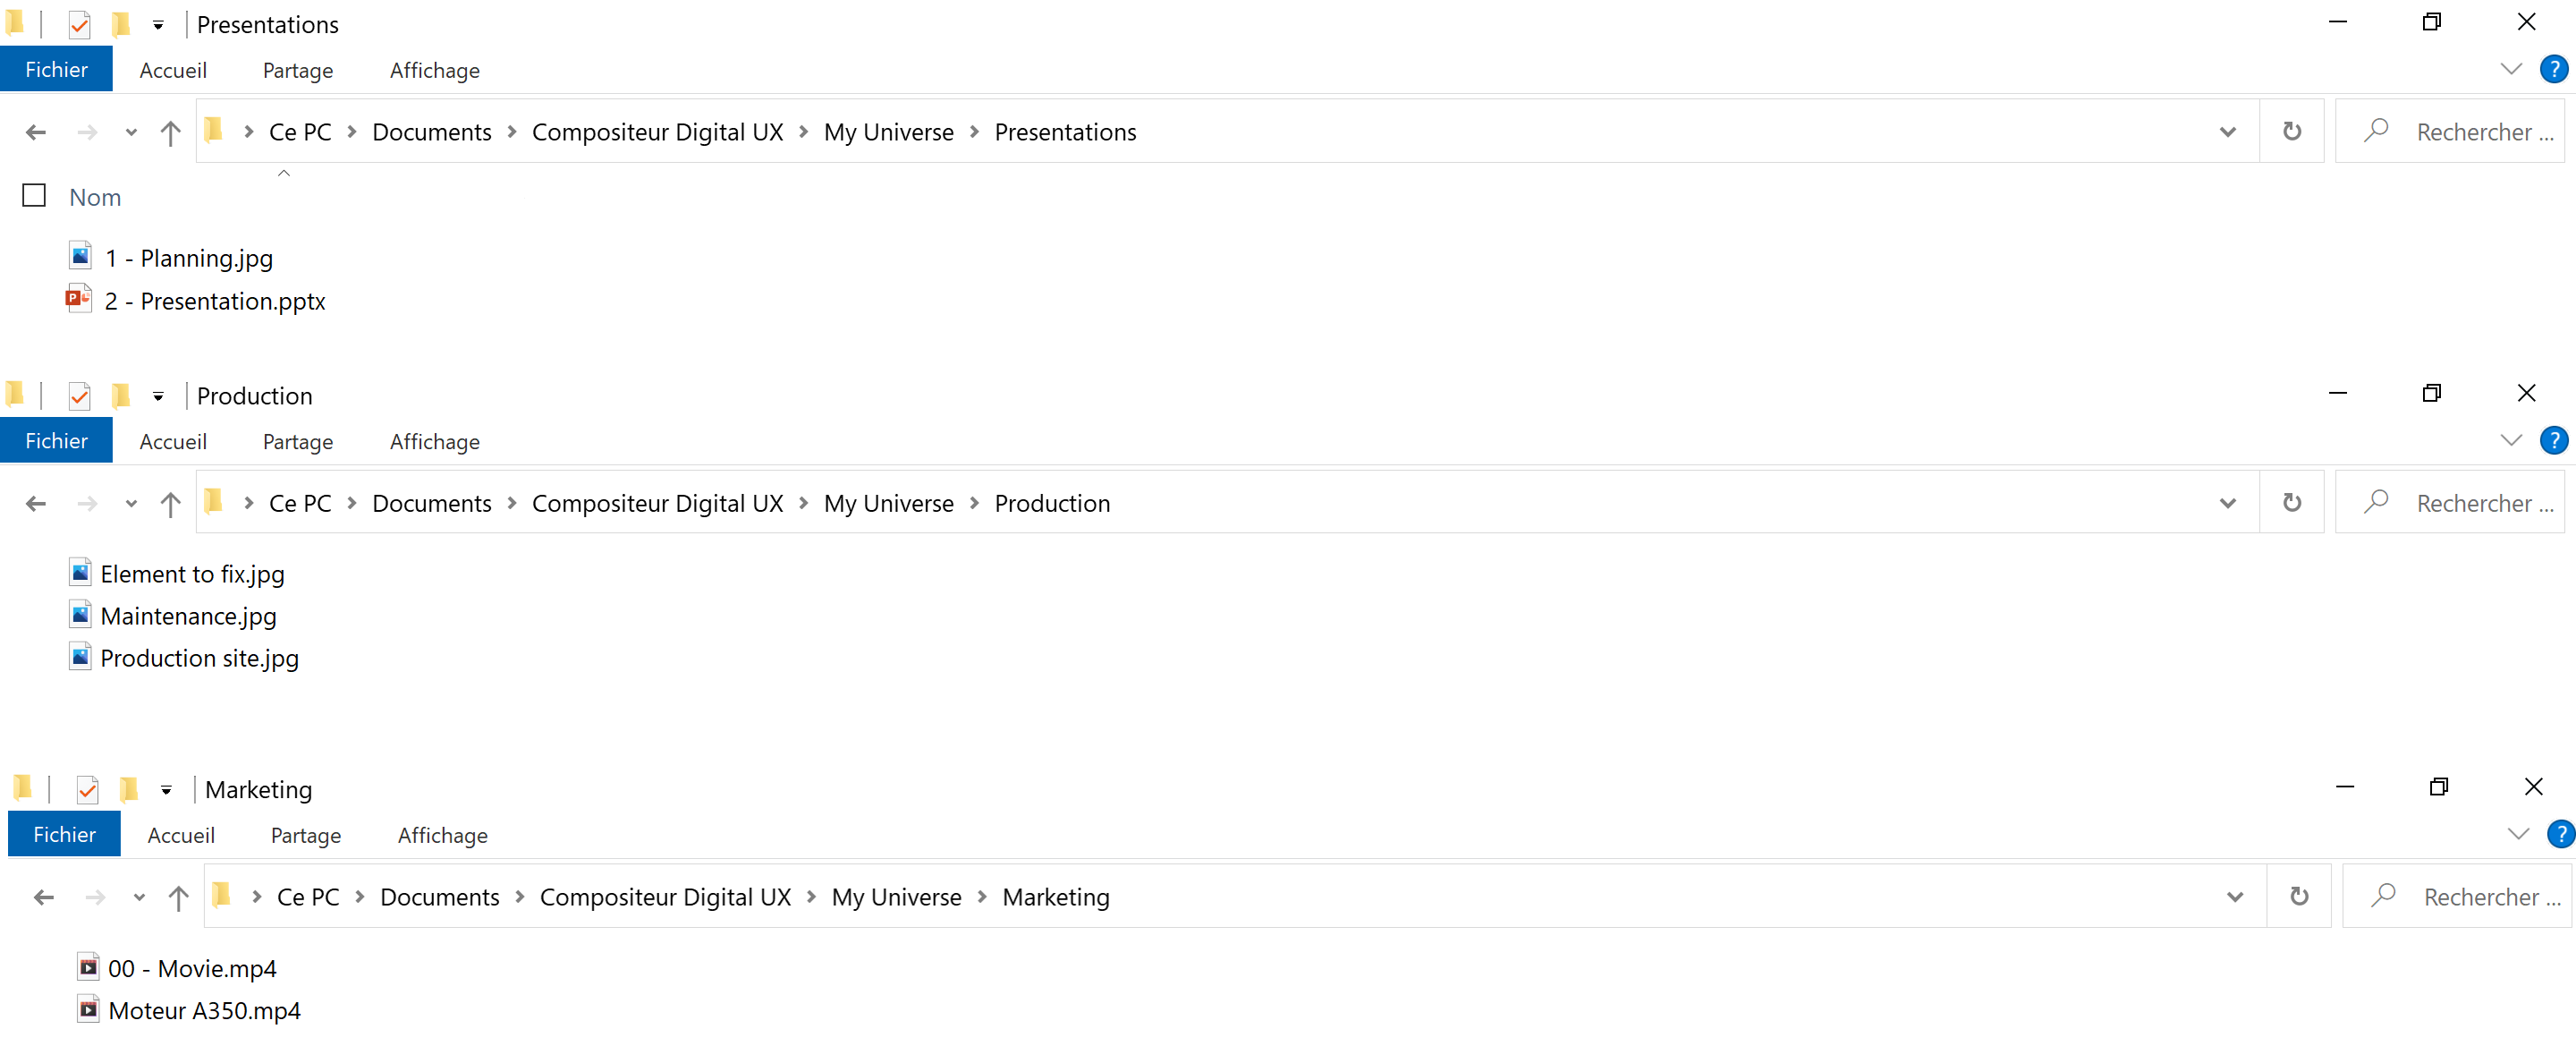 Presentations
Fichier Accueil Partage Affichage ?
Ce PC Documents Compositeur Digital UX My Universe Presentations Rechercher ...
Nom
1 - Planning.jpg
2 - Presentation.pptx
Production
Fichier Accueil Partage Affichage ?
Ce PC Documents Compositeur Digital UX My Universe Production Rechercher ...
Element to fix.jpg
Maintenance.jpg
Production site.jpg
Marketing
Fichier Accueil Partage Affichage ?
Ce PC Documents Compositeur Digital UX My Universe Marketing Rechercher ...
00 - Movie.mp4
Moteur A350.mp4